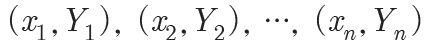 (x₁, Y₁), (x₂, Y₂), ⋯, (xₙ, Yₙ)